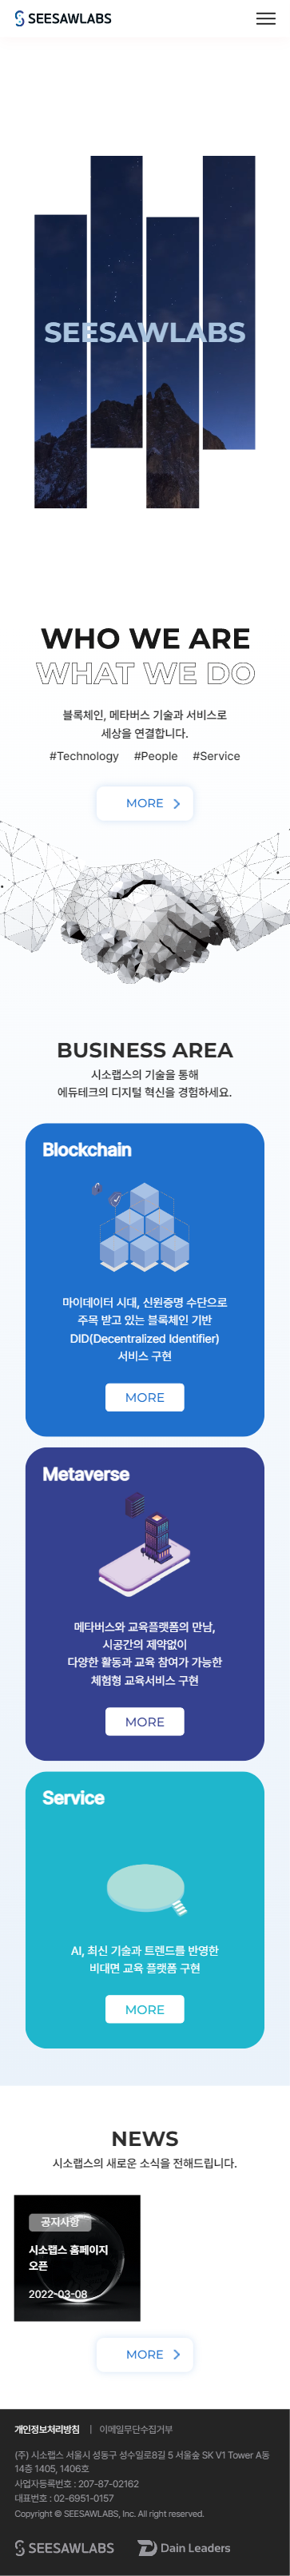 SEESAWLABS
SEESAWLABS
WHO WE ARE
WHAT WE DO
블록체인, 메타버스 기술과 서비스로
세상을 연결합니다.
#Technology #People #Service
MORE
BUSINESS AREA
시소랩스의 기술을 통해
에듀테크의 디지털 혁신을 경험하세요.
Blockchain
마이데이터 시대, 신원증명 수단으로
주목 받고 있는 블록체인 기반
DID(Decentralized Identifier)
서비스 구현
MORE
Metaverse
메타버스와 교육플랫폼의 만남,
시공간의 제약없이
다양한 활동과 교육 참여가 가능한
체험형 교육서비스 구현
MORE
Service
AI, 최신 기술과 트렌드를 반영한
비대면 교육 플랫폼 구현
MORE
NEWS
시소랩스의 새로운 소식을 전해드립니다.
공지사항
시소랩스 홈페이지
오픈
2022-03-08
MORE
개인정보처리방침 | 이메일무단수집거부
(주) 시소랩스 서울시 성동구 성수일로8길 5 서울숲 SK V1 Tower A동
14층 1405, 1406호
사업자등록번호 : 207-87-02162
대표번호 : 02-6951-0157
Copyright © SEESAWLABS, Inc. All right reserved.
SEESAWLABS Dain Leaders